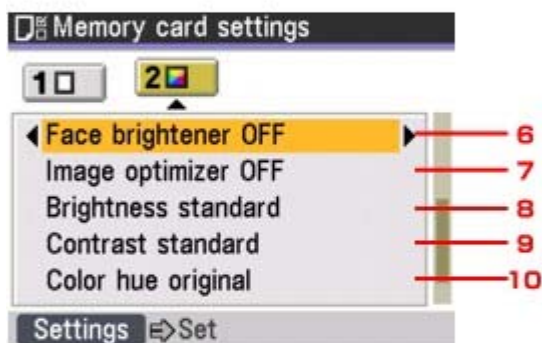 Memory card settings
1 2
Face brightener OFF 6
Image optimizer OFF 7
Brightness standard 8
Contrast standard 9
Color hue original 10
Settings Set